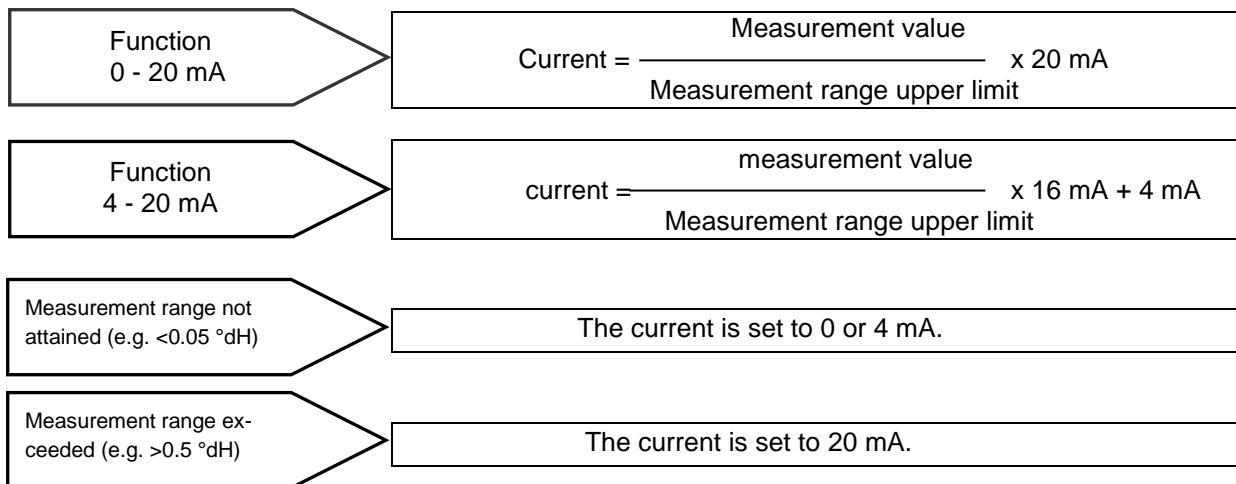 Function
0 - 20 mA
Measurement value
Current = x 20 mA
Measurement range upper limit
Function
4 - 20 mA
measurement value
current = x 16 mA + 4 mA
Measurement range upper limit
Measurement range not
attained (e.g. <0.05 °dH)
The current is set to 0 or 4 mA.
Measurement range ex-
ceeded (e.g. >0.5 °dH)
The current is set to 20 mA.